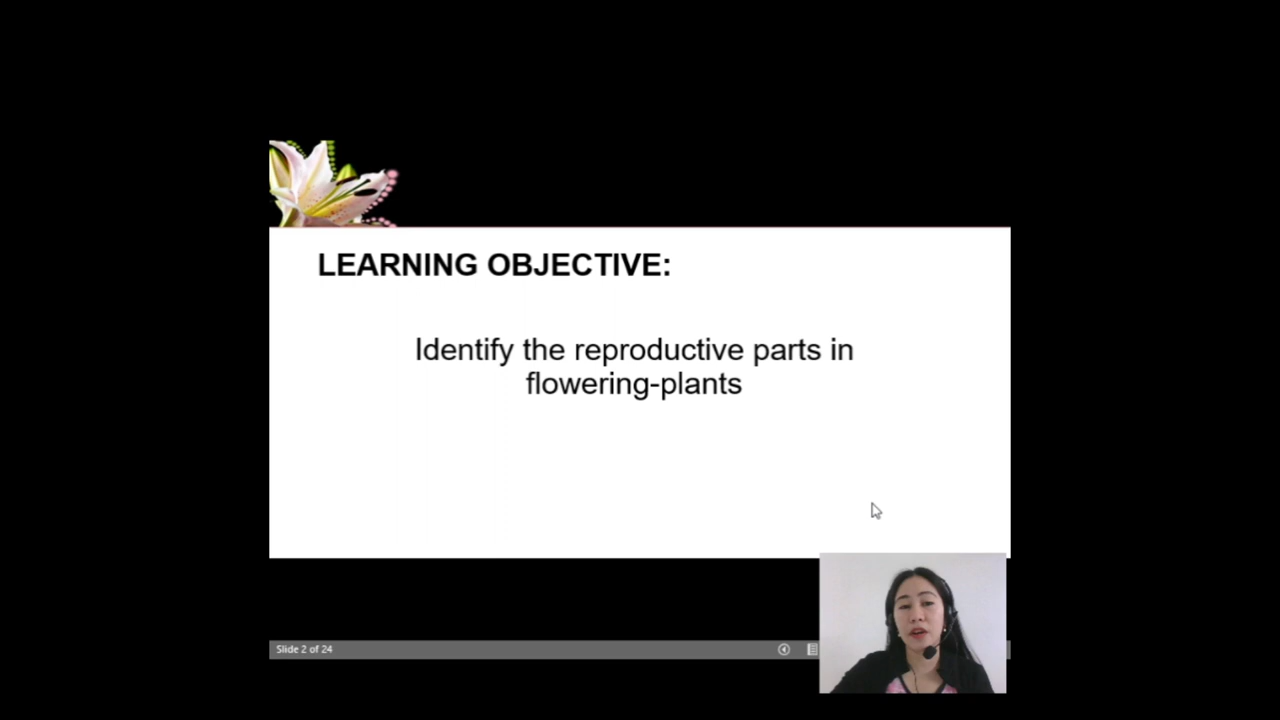 LEARNING OBJECTIVE:
Identify the reproductive parts in
flowering-plants
Slide 2 of 24